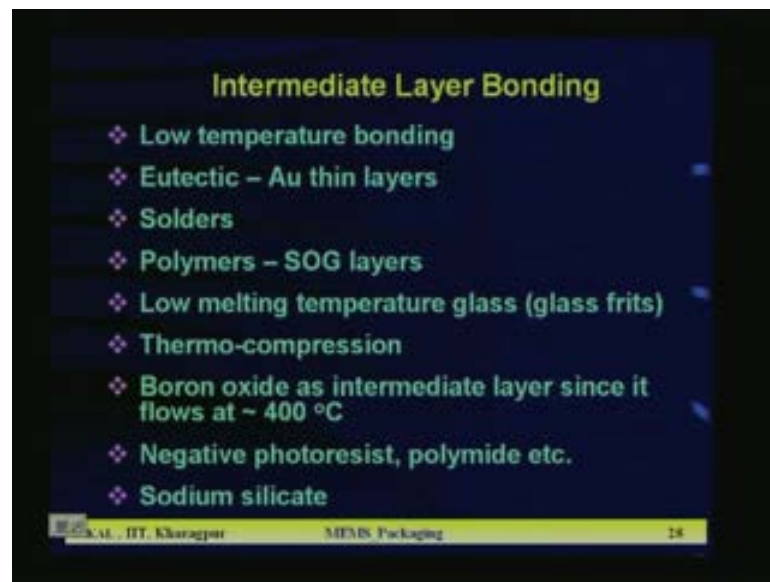 Intermediate Layer Bonding
❖ Low temperature bonding
❖ Eutectic – Au thin layers
❖ Solders
❖ Polymers – SOG layers
❖ Low melting temperature glass (glass frits)
❖ Thermo-compression
❖ Boron oxide as intermediate layer since it
flows at ~ 400 °C
❖ Negative photoresist, polymide etc.
❖ Sodium silicate
KAL, IIT, Kharagpur MEMS Packaging 28